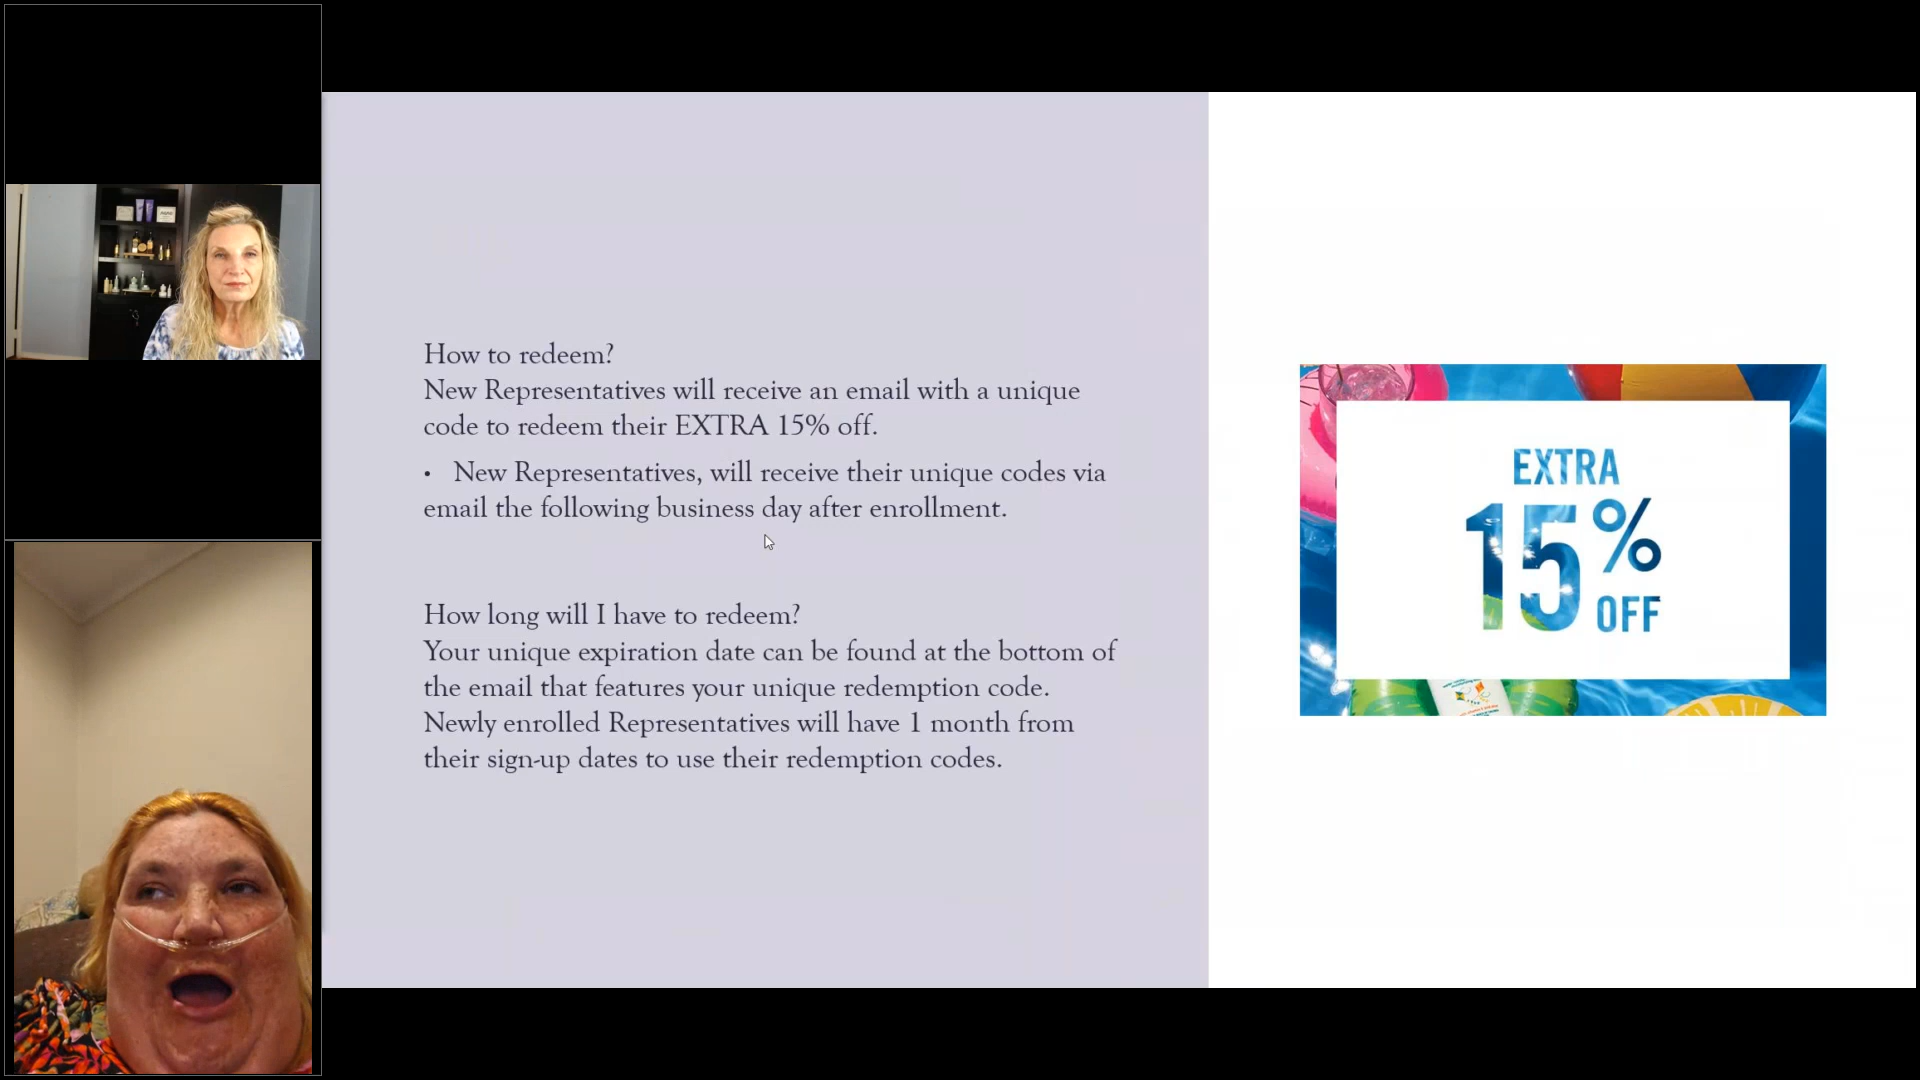 How to redeem?
New Representatives will receive an email with a unique
code to redeem their EXTRA 15% off.
• New Representatives, will receive their unique codes via
email the following business day after enrollment.
How long will I have to redeem?
Your unique expiration date can be found at the bottom of
the email that features your unique redemption code.
Newly enrolled Representatives will have 1 month from
their sign-up dates to use their redemption codes.
EXTRA
15%
OFF